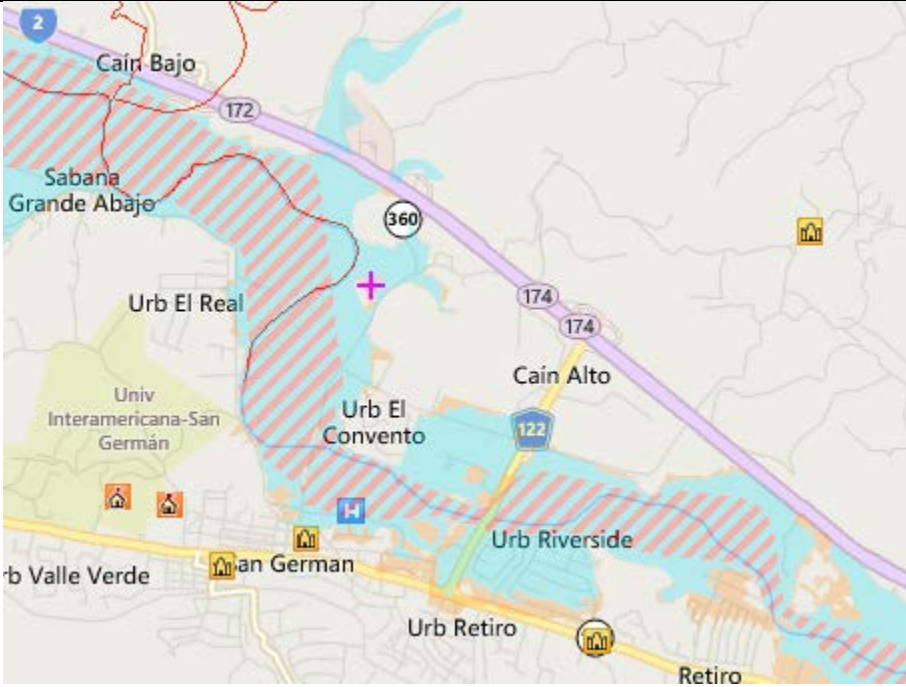 2
Caín Bajo
172
Sabana
Grande Abajo
360
Urb El Real
174
174
Caín Alto
Univ
Interamericana-San
Germán
Urb El
Convento
122
H
Urb Riverside
an German
rb Valle Verde
Urb Retiro
Retiro